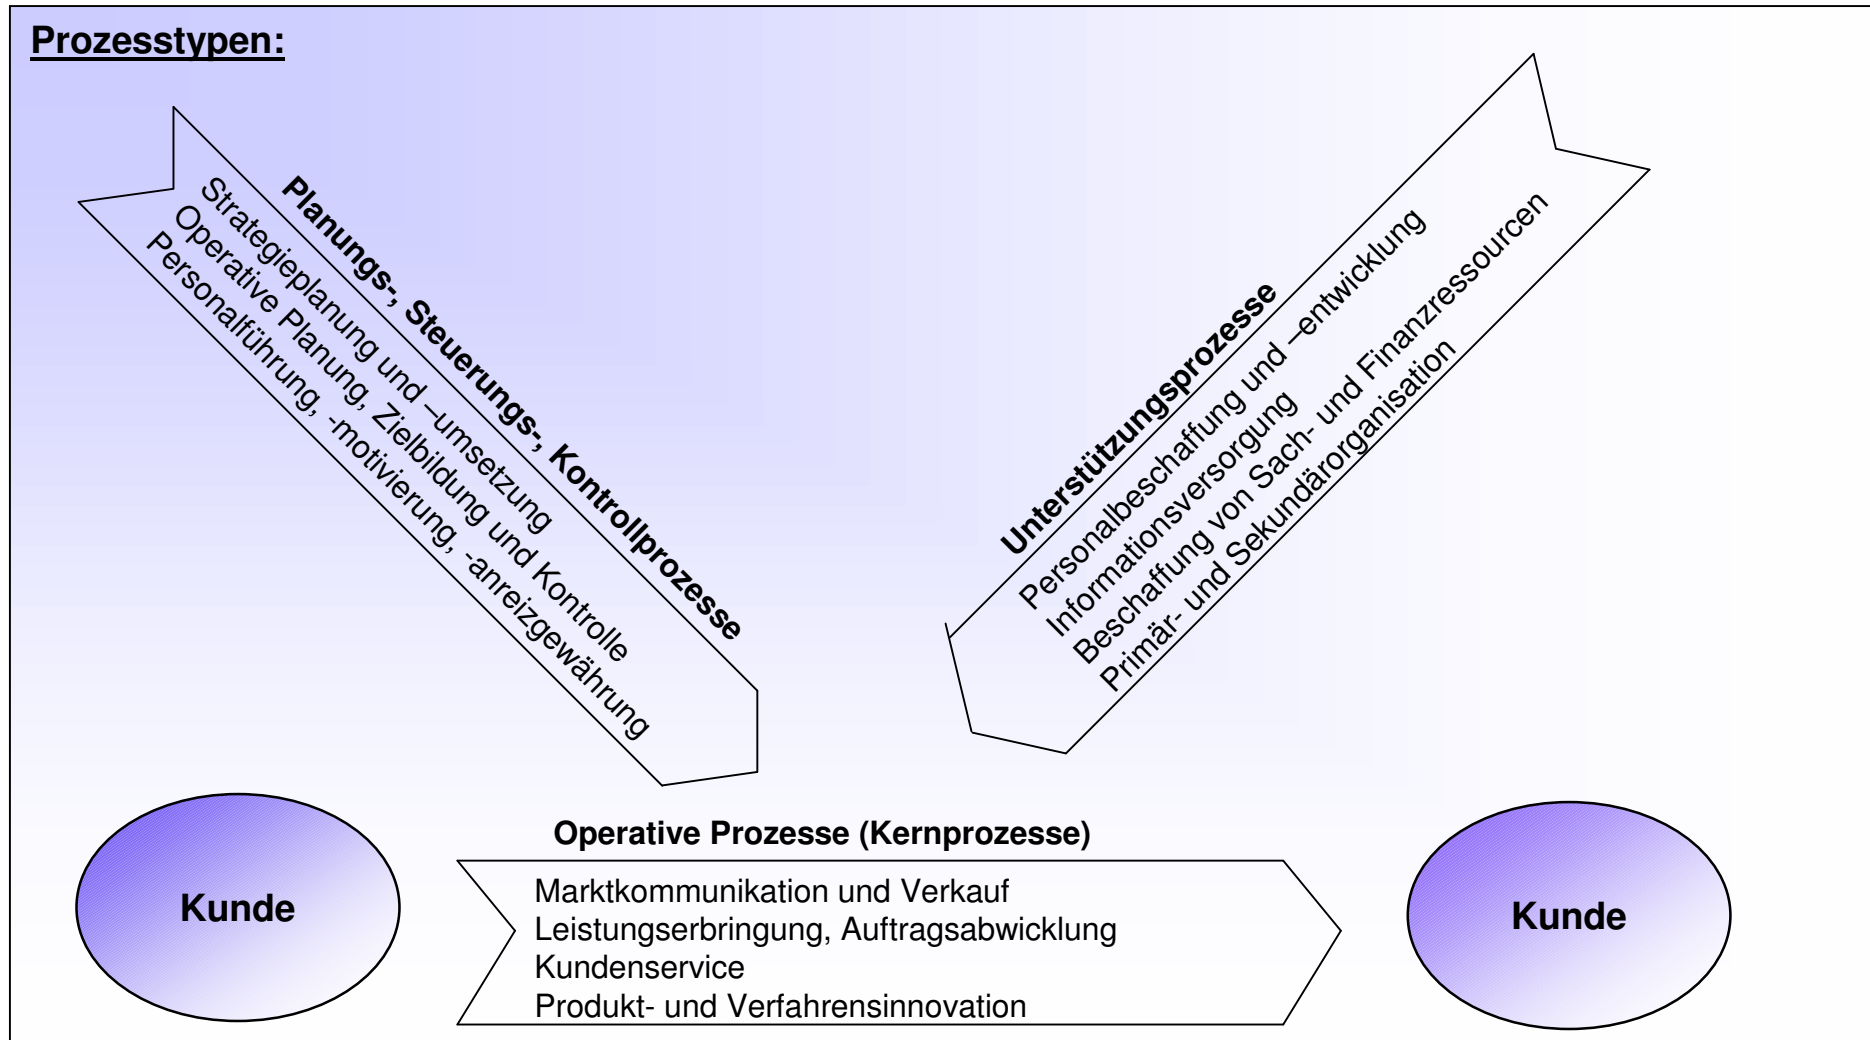 Prozesstypen:
Planungs-, Steuerungs-, Kontrollprozesse
Strategieplanung und –umsetzung
Operative Planung, Zielbildung und Kontrolle
Personalführung, -motivierung, -anreizgewährung
Unterstützungsprozesse
Personalbeschaffung und –entwicklung
Informationsversorgung
Beschaffung von Sach- und Finanzressourcen
Primär- und Sekundärorganisation
Kunde
Operative Prozesse (Kernprozesse)
Marktkommunikation und Verkauf
Leistungserbringung, Auftragsabwicklung
Kundenservice
Produkt- und Verfahrensinnovation
Kunde